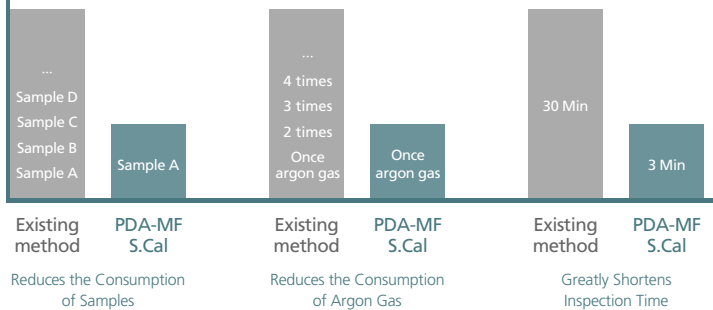 ...
Sample D
Sample C
Sample B
Sample A
Sample A
Existing
method
PDA-MF
S.Cal
Reduces the Consumption
of Samples
...
4 times
3 times
2 times
Once
argon gas
Once
argon gas
Existing
method
PDA-MF
S.Cal
Reduces the Consumption
of Argon Gas
30 Min
3 Min
Existing
method
PDA-MF
S.Cal
Greatly Shortens
Inspection Time